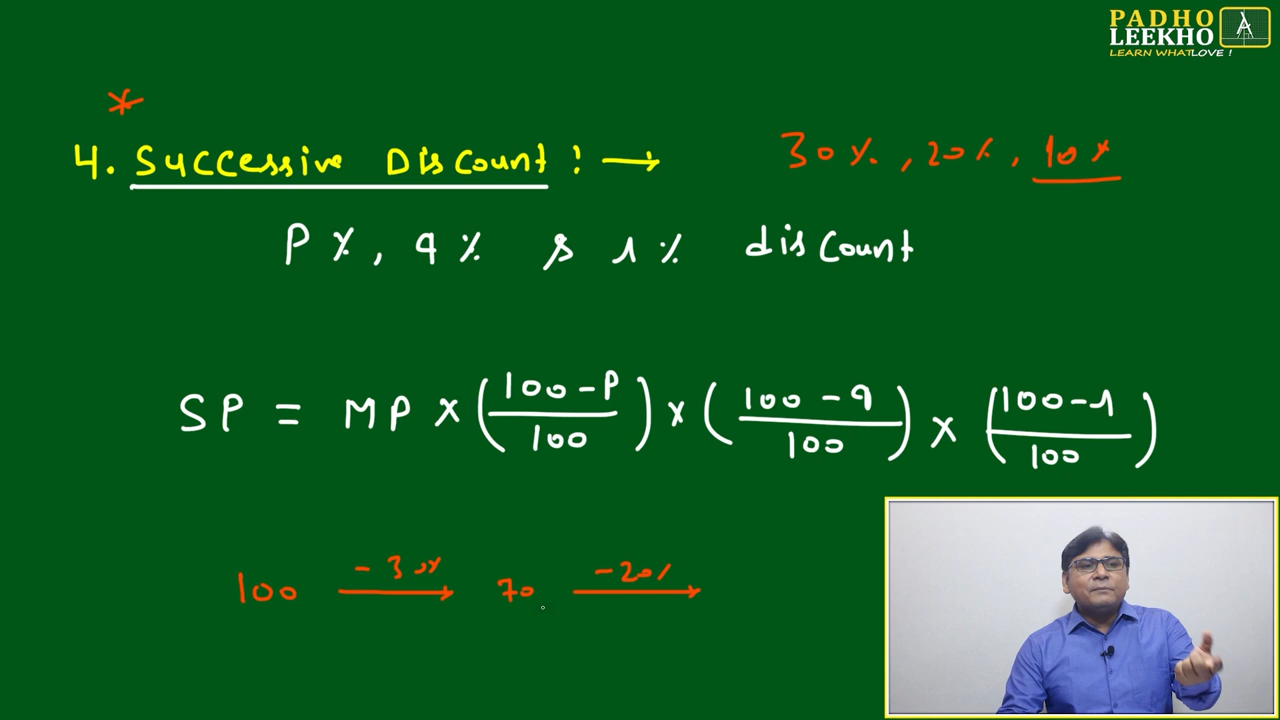 PADHO
LEEKHO
LEARN WHAT LOVE !
*
4. Successive Discount : → 30%, 20%, 10%
P%, q% & r% discount
SP = MP × (100 - P / 100) × (100 - q / 100) × (100 - r / 100)
100 -30% → 70 -20% →